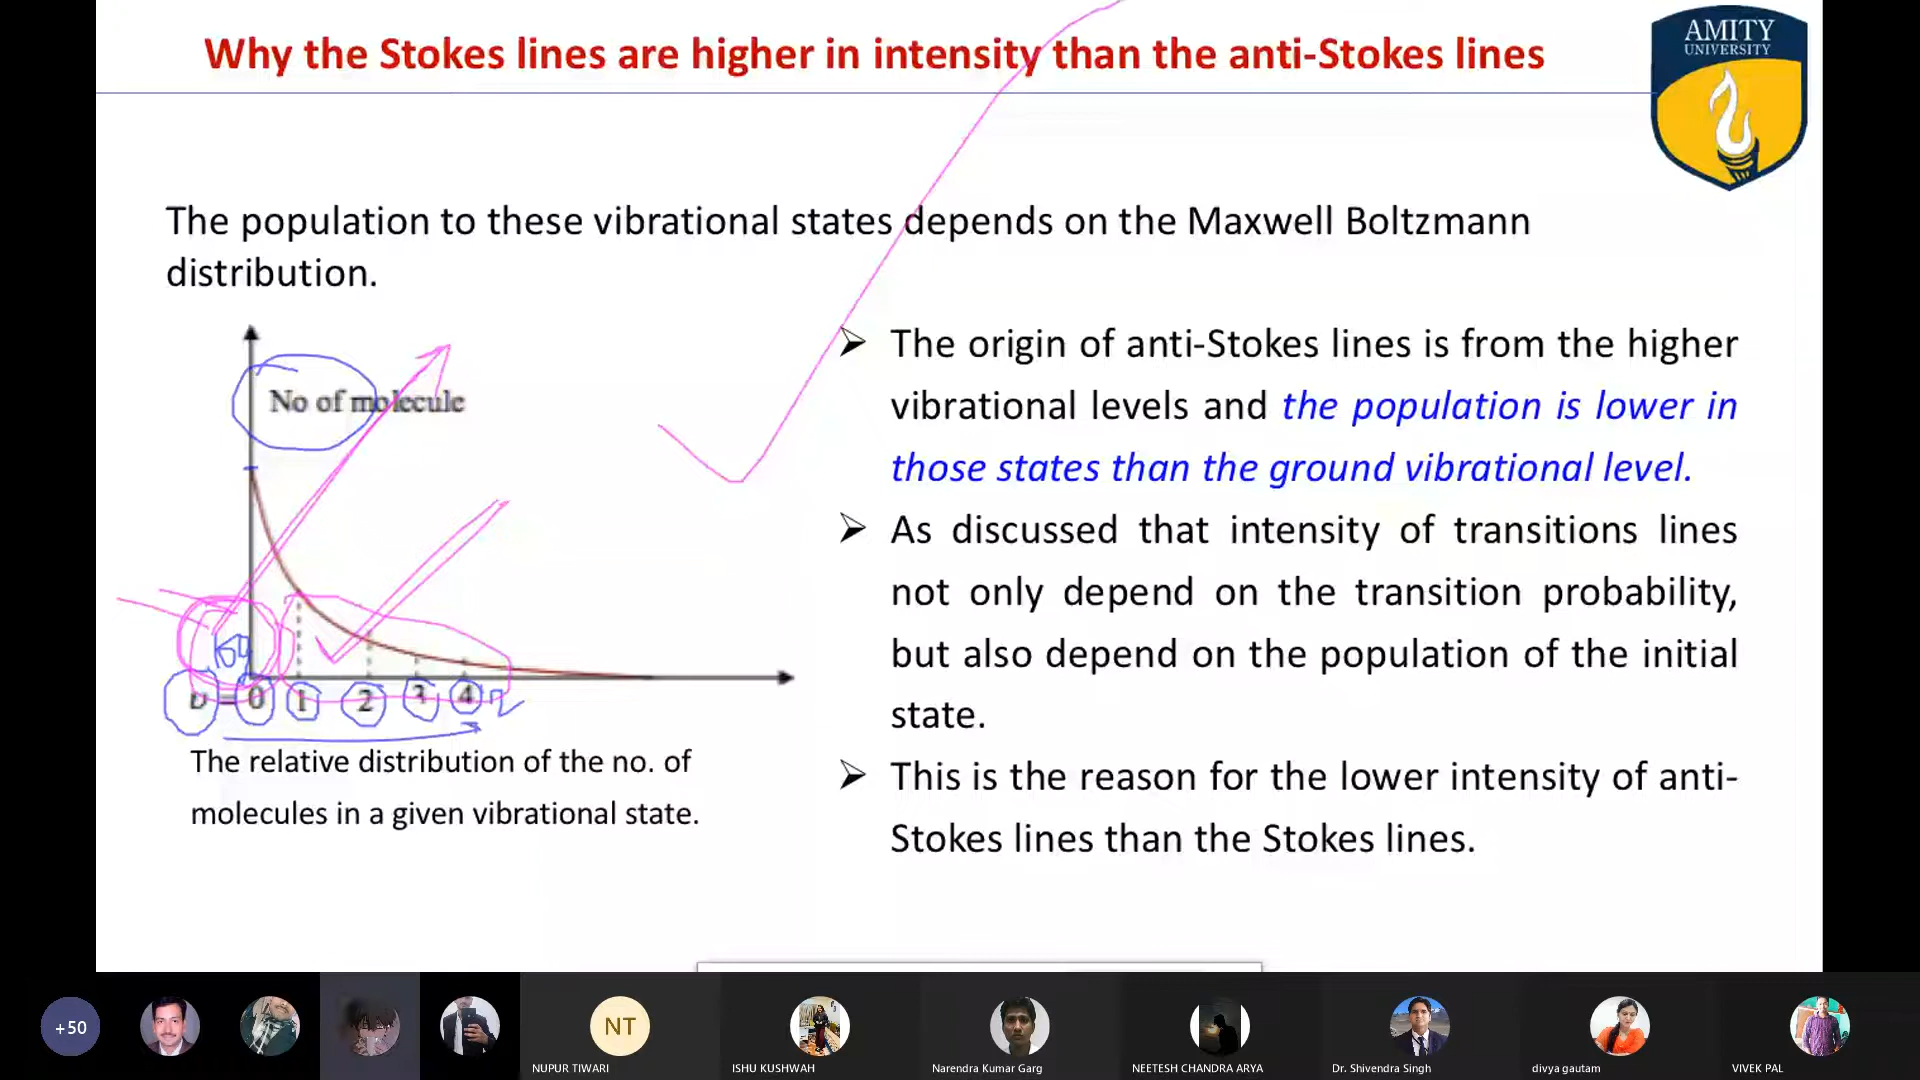 Why the Stokes lines are higher in intensity than the anti-Stokes lines
AMITY
UNIVERSITY
The population to these vibrational states depends on the Maxwell Boltzmann
distribution.
No of molecule
υ = 0 1 2 3 4
The relative distribution of the no. of
molecules in a given vibrational state.
➢ The origin of anti-Stokes lines is from the higher
vibrational levels and the population is lower in
those states than the ground vibrational level.
➢ As discussed that intensity of transitions lines
not only depend on the transition probability,
but also depend on the population of the initial
state.
➢ This is the reason for the lower intensity of anti-
Stokes lines than the Stokes lines.
+50
NT
NUPUR TIWARI
ISHU KUSHWAH
Narendra Kumar Garg
NEETESH CHANDRA ARYA
Dr. Shivendra Singh
divya gautam
VIVEK PAL